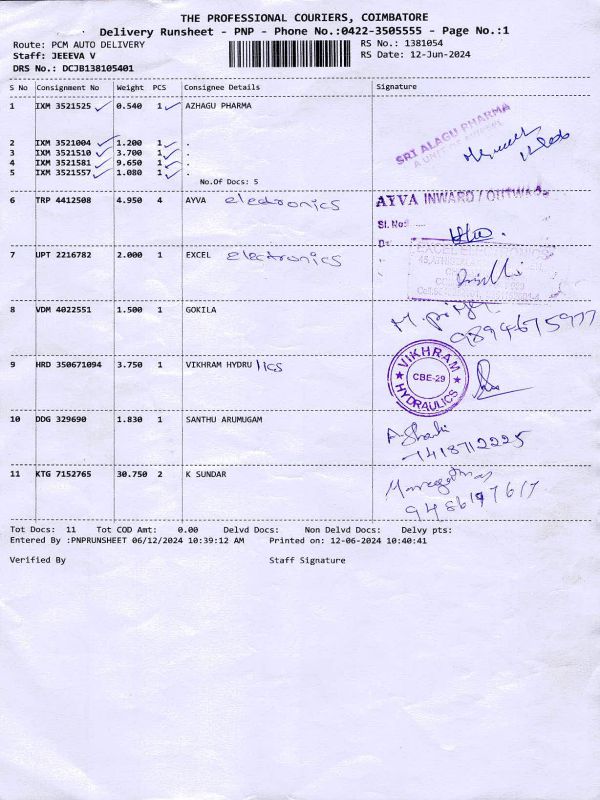 THE PROFESSIONAL COURIERS, COIMBATORE
Delivery Runsheet - PNP - Phone No.:0422-3505555 - Page No.:1
Route: PCM AUTO DELIVERY RS No.: 1381054
Staff: JEEEVA V RS Date: 12-Jun-2024
DRS No.: DCJB138105401
S No Consignment No Weight PCS Consignee Details Signature
1 IXM 3521525 0.540 1 AZHAGU PHARMA
SRI ALAGU PHARMA
2 IXM 3521004 1.200 1 .
3 IXM 3521510 3.700 1 .
4 IXM 3521581 9.650 1 .
5 IXM 3521557 1.080 1 .
No.Of Docs: 5
6 TRP 4412508 4.950 4 AYVA electronics
AYVA INWARD / OUTWARD
Sl. No:
7 UPT 2216782 2.000 1 EXCEL electronics
8 VDM 4022551 1.500 1 GOKILA
9894675977
9 HRD 350671094 3.750 1 VIKHRAM HYDRU lics
VIKHRAM
CBE-29
HYDRAULICS
10 DDG 329690 1.830 1 SANTHU ARUMUGAM
7418712225
11 KTG 7152765 30.750 2 K SUNDAR
9486197617
Tot Docs: 11 Tot COD Amt: 0.00 Delvd Docs: Non Delvd Docs: Delvy pts:
Entered By :PNPRUNSHEET 06/12/2024 10:39:12 AM Printed on: 12-06-2024 10:40:41
Verified By Staff Signature